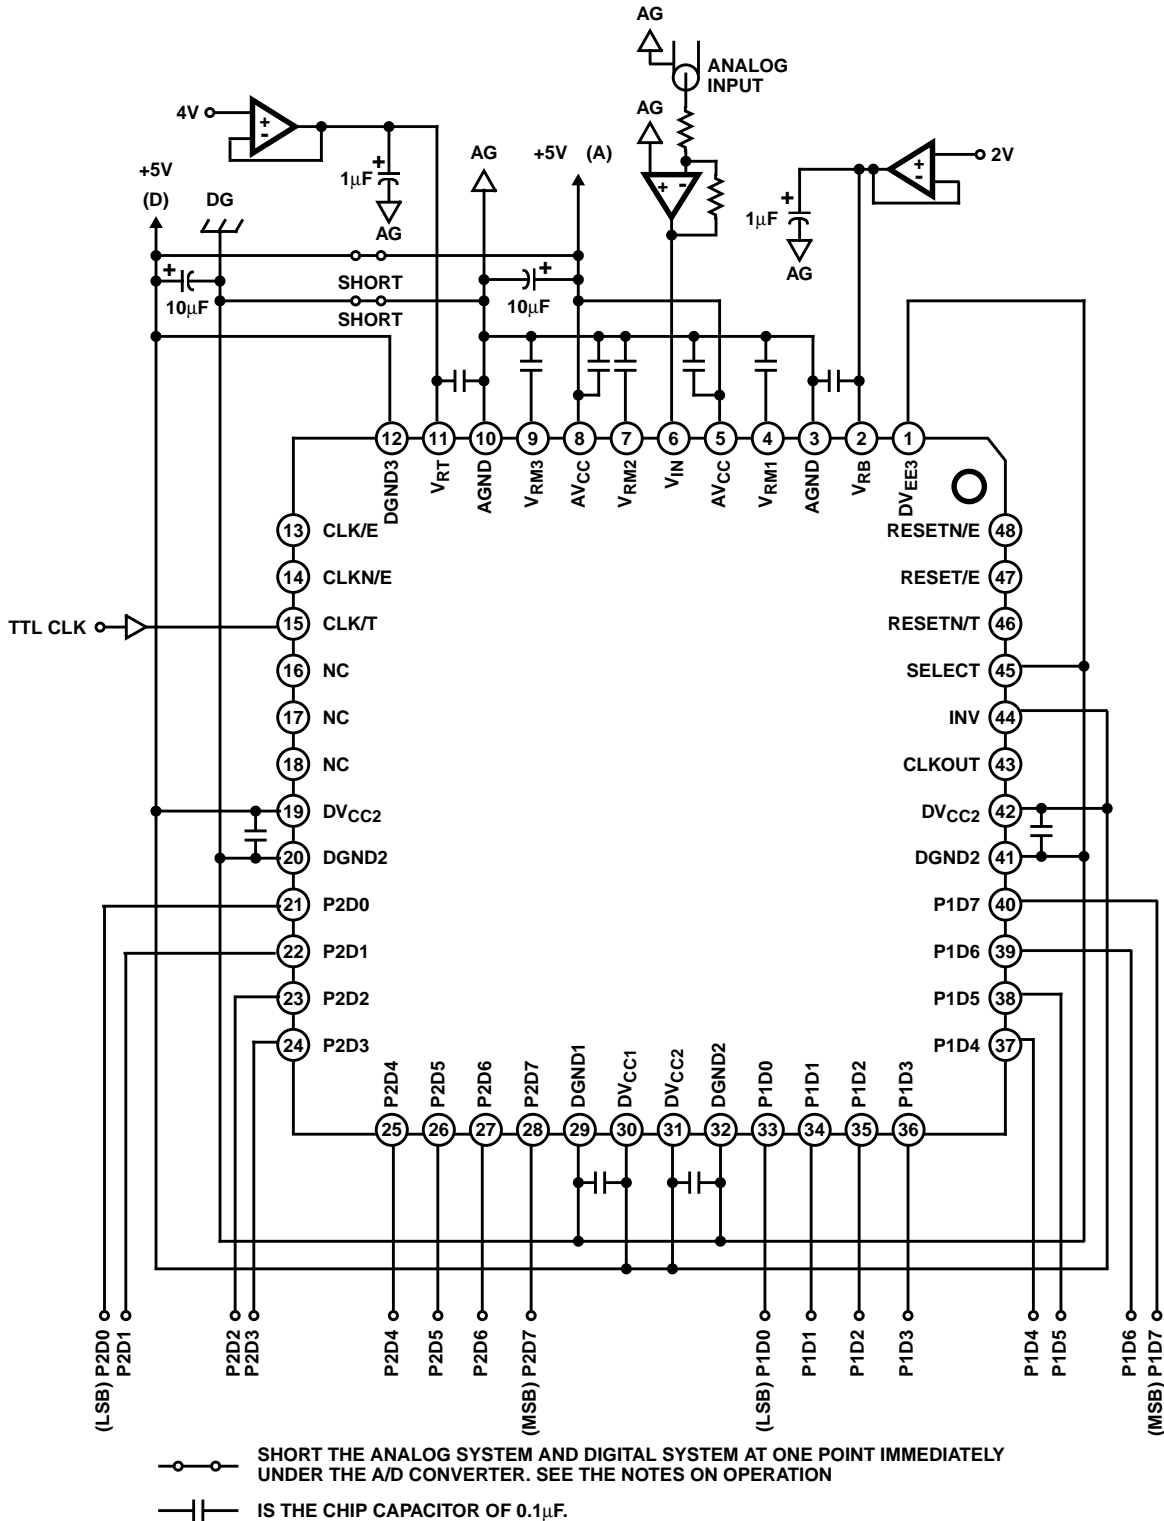 AG
ANALOG
INPUT
4V
AG
2V
+5V
(D)
DG
1μF
AG
AG
+5V (A)
1μF
AG
+
-
+
-
+
-
+
+
+
+
10μF
SHORT
SHORT
10μF
12 11 10 9 8 7 6 5 4 3 2 1
DGND3 VRT AGND VRM3 AVCC VRM2 VIN AVCC VRM1 AGND VRB DVEE3
13 CLK/E
14 CLKN/E
TTL CLK
15 CLK/T
16 NC
17 NC
18 NC
19 DVCC2
20 DGND2
21 P2D0
22 P2D1
23 P2D2
24 P2D3
RESETN/E 48
RESET/E 47
RESETN/T 46
SELECT 45
INV 44
CLKOUT 43
DVCC2 42
DGND2 41
P1D7 40
P1D6 39
P1D5 38
P1D4 37
P2D4 P2D5 P2D6 P2D7 DGND1 DVCC1 DVCC2 DGND2 P1D0 P1D1 P1D2 P1D3
25 26 27 28 29 30 31 32 33 34 35 36
(LSB) P2D0
P2D1
P2D2
P2D3
P2D4
P2D5
P2D6
(MSB) P2D7
(LSB) P1D0
P1D1
P1D2
P1D3
P1D4
P1D5
P1D6
(MSB) P1D7
SHORT THE ANALOG SYSTEM AND DIGITAL SYSTEM AT ONE POINT IMMEDIATELY
UNDER THE A/D CONVERTER. SEE THE NOTES ON OPERATION
IS THE CHIP CAPACITOR OF 0.1μF.